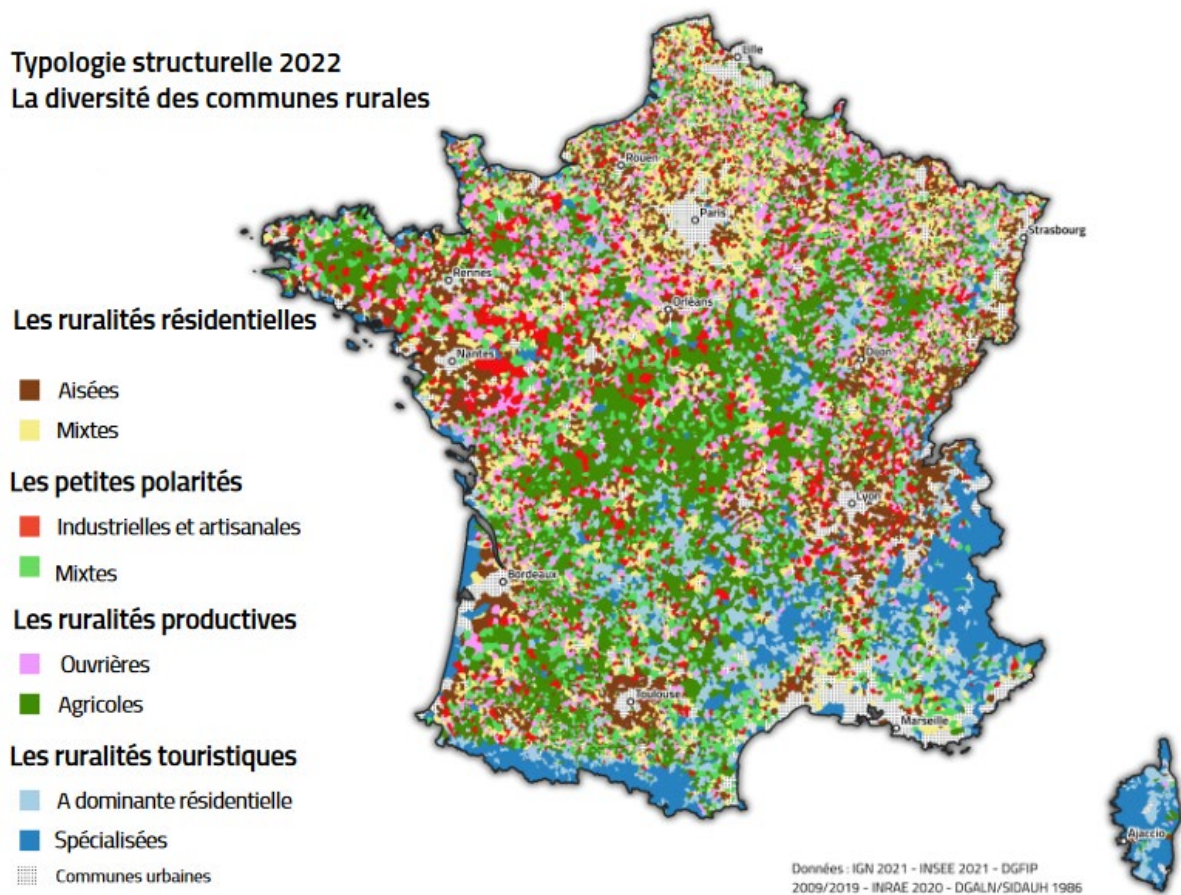 Typologie structurelle 2022
La diversité des communes rurales
Les ruralités résidentielles
Aisées
Mixtes
Les petites polarités
Industrielles et artisanales
Mixtes
Les ruralités productives
Ouvrières
Agricoles
Les ruralités touristiques
A dominante résidentielle
Spécialisées
Communes urbaines
Lille
Rouen
Paris
Strasbourg
Rennes
Orléans
Nantes
Dijon
Lyon
Bordeaux
Toulouse
Marseille
Ajaccio
Données : IGN 2021 - INSEE 2021 - DGFIP
2009/2019 - INRAE 2020 - DGALN/SIDAUH 1986